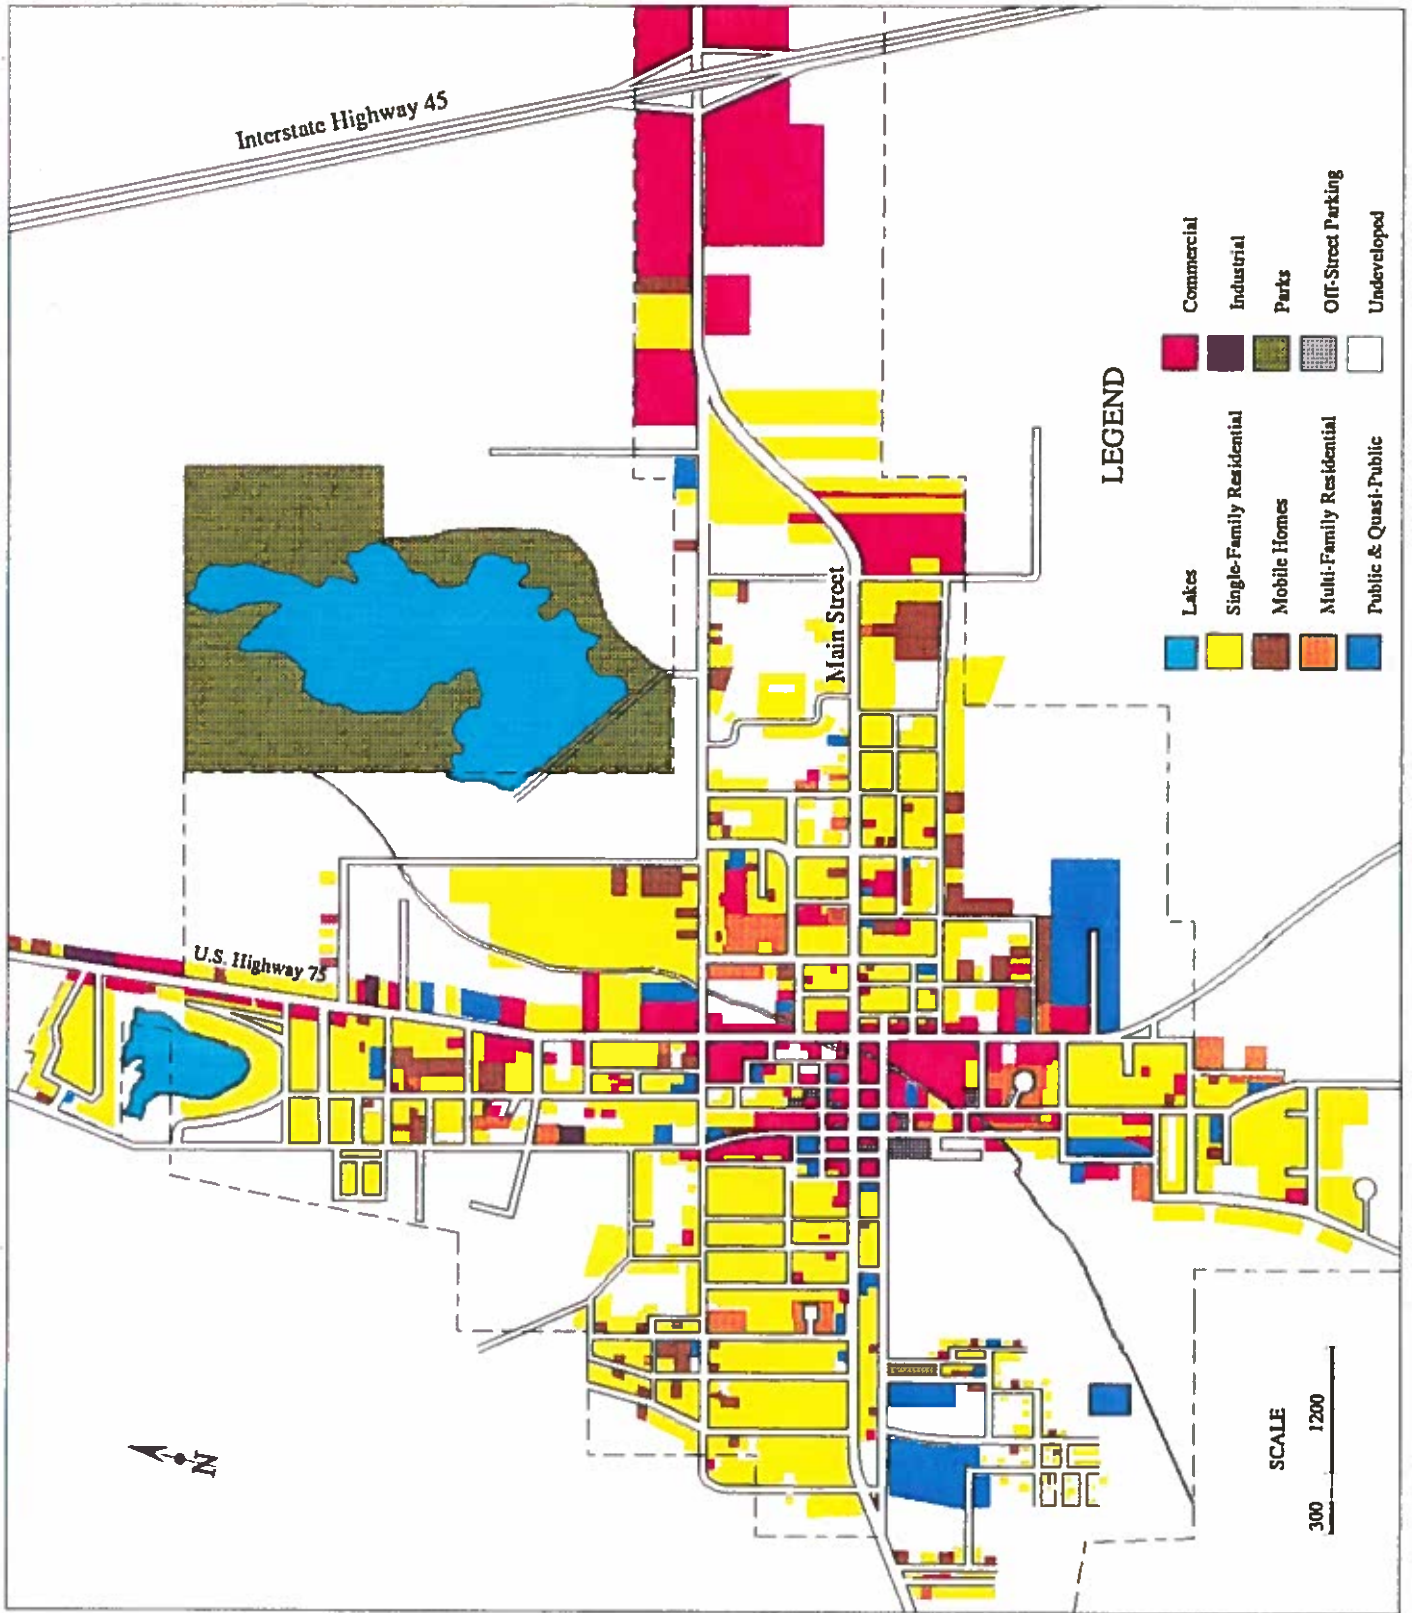 Interstate Highway 45
U.S. Highway 75
Main Street
LEGEND
Lakes
Single-Family Residential
Mobile Homes
Multi-Family Residential
Public & Quasi-Public
Commercial
Industrial
Parks
Off-Street Parking
Undeveloped
N
SCALE
300 1200